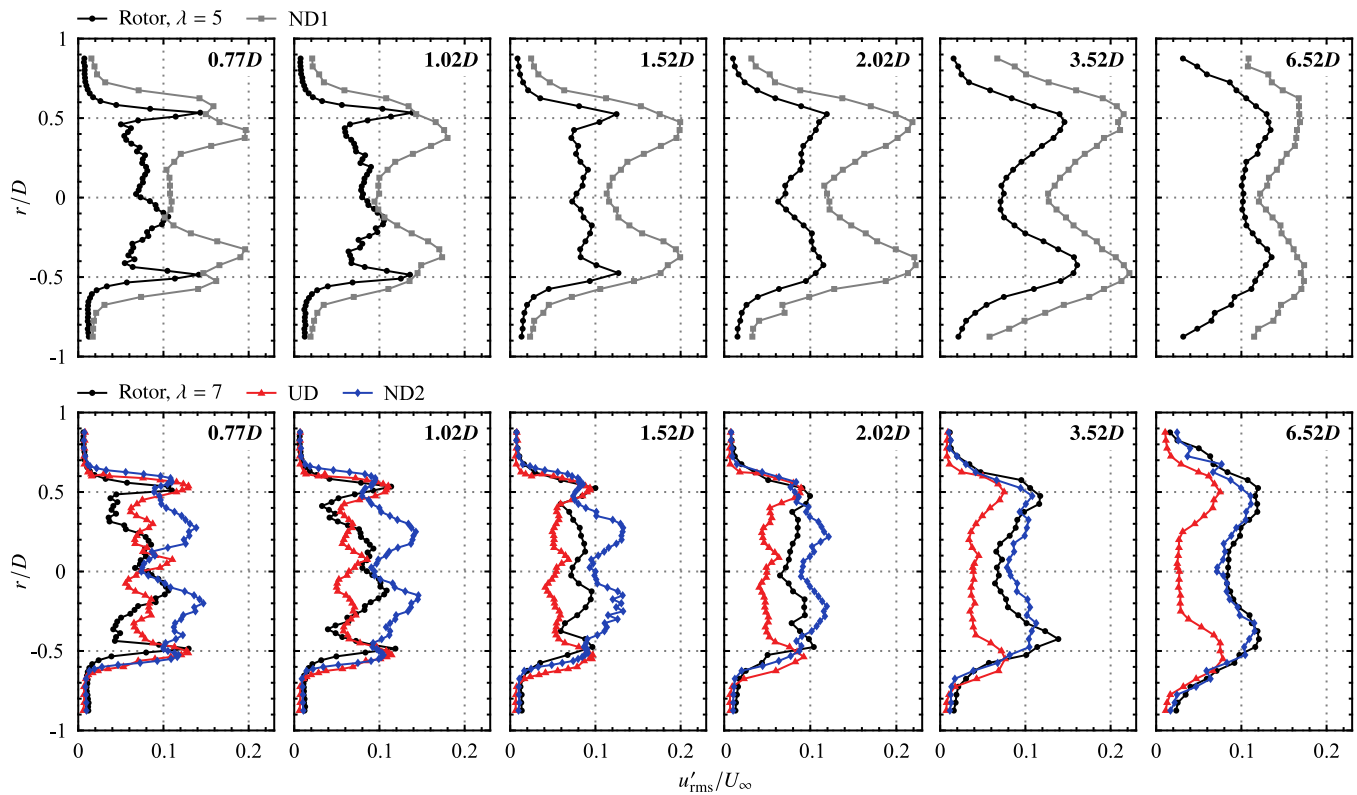 Rotor, λ = 5 ND1
0.77D 1.02D 1.52D 2.02D 3.52D 6.52D
1
0.5
r/D
0
-0.5
-1
Rotor, λ = 7 UD ND2
0.77D 1.02D 1.52D 2.02D 3.52D 6.52D
1
0.5
r/D
0
-0.5
-1
0 0.1 0.2 0 0.1 0.2 0 0.1 0.2 0 0.1 0.2 0 0.1 0.2 0 0.1 0.2
u′rms/U∞